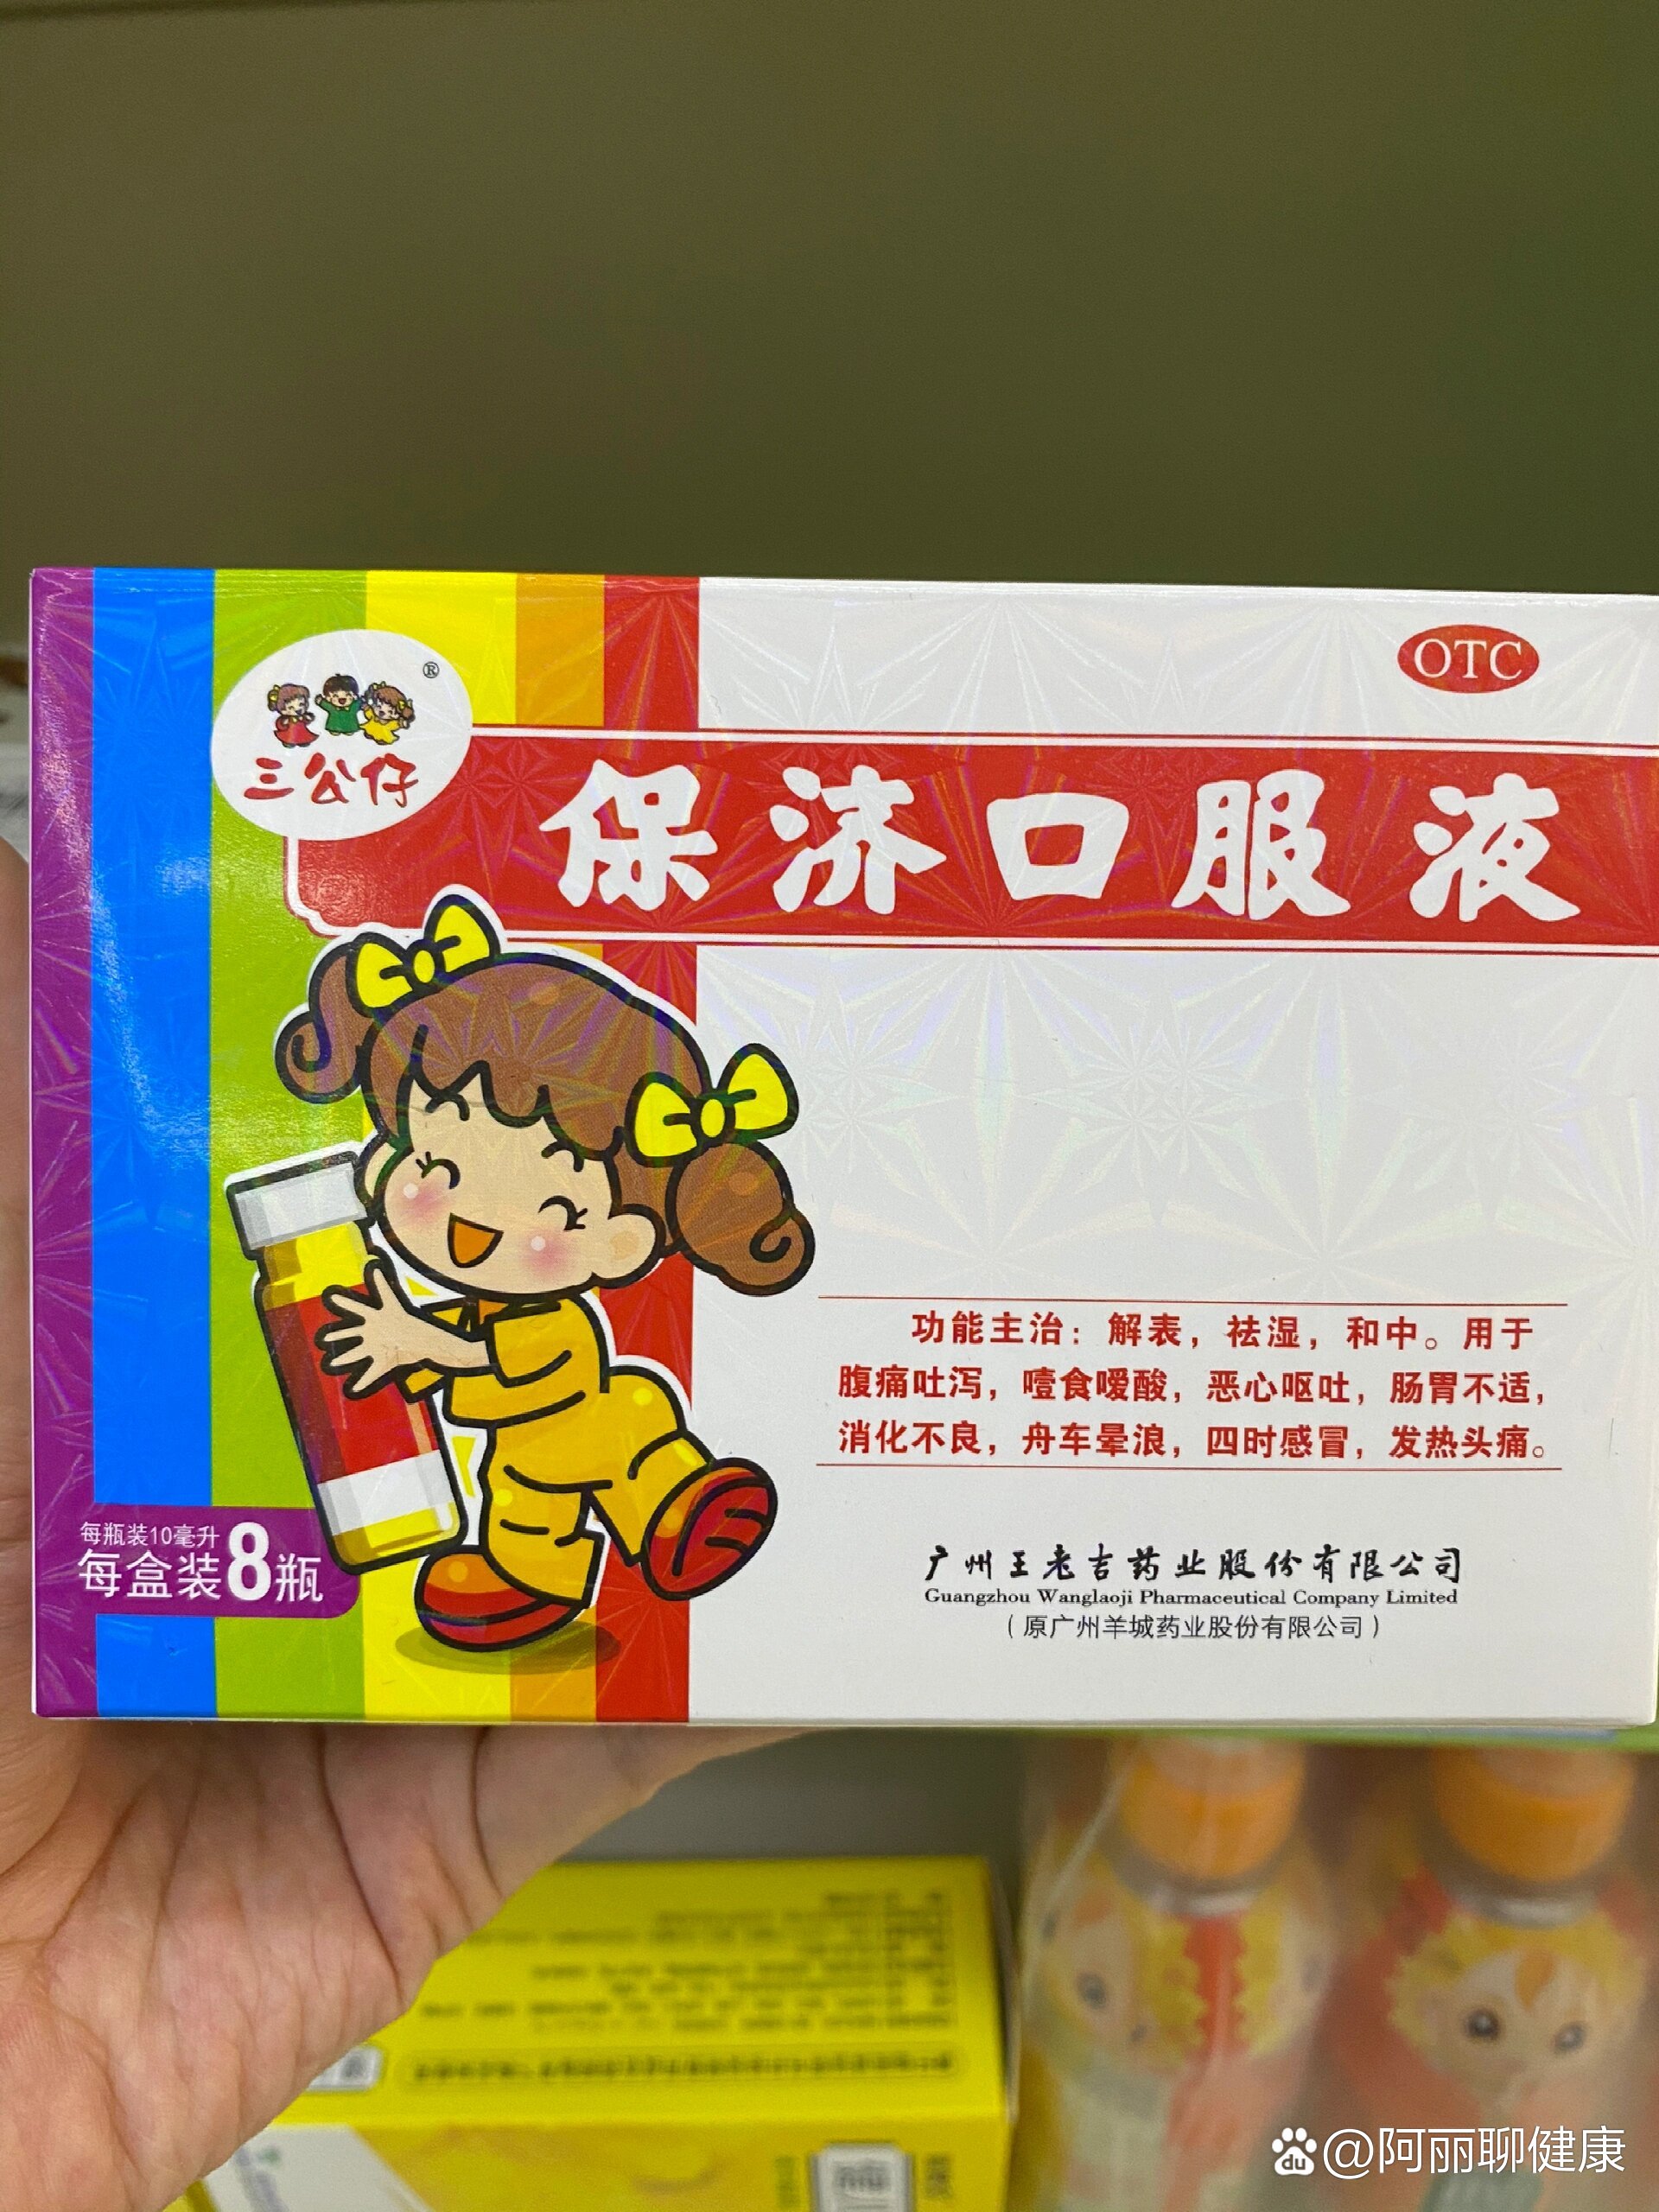 OTC
®
三公仔
保济口服液
功能主治：解表，祛湿，和中。用于
腹痛吐泻，噎食嗳酸，恶心呕吐，肠胃不适，
消化不良，舟车晕浪，四时感冒，发热头痛。
每瓶装10毫升
每盒装8瓶
广州王老吉药业股份有限公司
Guangzhou Wanglaoji Pharmaceutical Company Limited
（原广州羊城药业股份有限公司）
du @阿丽聊健康